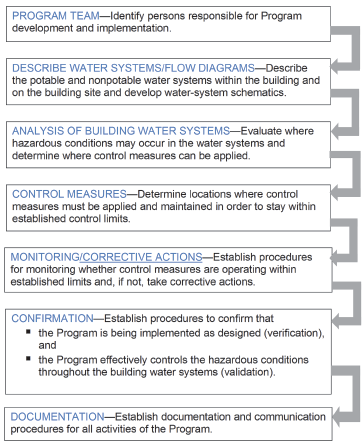 PROGRAM TEAM—Identify persons responsible for Program
development and implementation.
DESCRIBE WATER SYSTEMS/FLOW DIAGRAMS—Describe
the potable and nonpotable water systems within the building and
on the building site and develop water-system schematics.
ANALYSIS OF BUILDING WATER SYSTEMS—Evaluate where
hazardous conditions may occur in the water systems and
determine where control measures can be applied.
CONTROL MEASURES—Determine locations where control
measures must be applied and maintained in order to stay within
established control limits.
MONITORING/CORRECTIVE ACTIONS—Establish procedures
for monitoring whether control measures are operating within
established limits and, if not, take corrective actions.
CONFIRMATION—Establish procedures to confirm that
▪ the Program is being implemented as designed (verification),
and
▪ the Program effectively controls the hazardous conditions
throughout the building water systems (validation).
DOCUMENTATION—Establish documentation and communication
procedures for all activities of the Program.